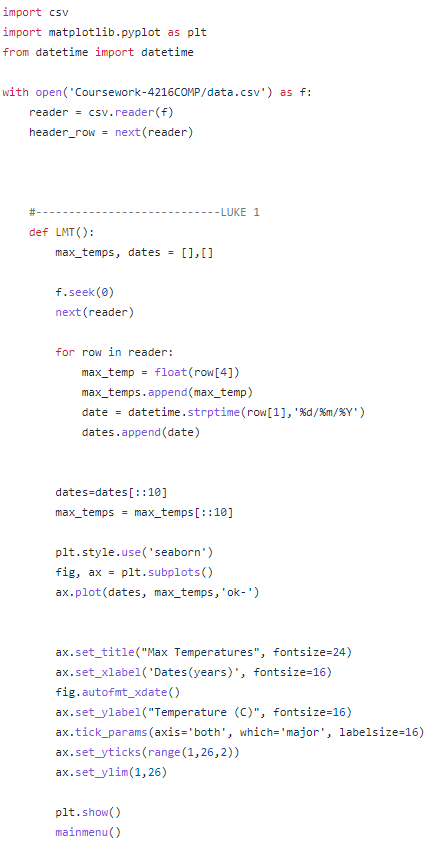 import csv
import matplotlib.pyplot as plt
from datetime import datetime
with open('Coursework-4216COMP/data.csv') as f:
    reader = csv.reader(f)
    header_row = next(reader)
    #----------------------------LUKE 1
    def LMT():
        max_temps, dates = [],[]
        f.seek(0)
        next(reader)
        for row in reader:
            max_temp = float(row[4])
            max_temps.append(max_temp)
            date = datetime.strptime(row[1],'%d/%m/%Y')
            dates.append(date)
        dates=dates[::10]
        max_temps = max_temps[::10]
        plt.style.use('seaborn')
        fig, ax = plt.subplots()
        ax.plot(dates, max_temps,'ok-')
        ax.set_title("Max Temperatures", fontsize=24)
        ax.set_xlabel('Dates(years)', fontsize=16)
        fig.autofmt_xdate()
        ax.set_ylabel("Temperature (C)", fontsize=16)
        ax.tick_params(axis='both', which='major', labelsize=16)
        ax.set_yticks(range(1,26,2))
        ax.set_ylim(1,26)
        plt.show()
        mainmenu()